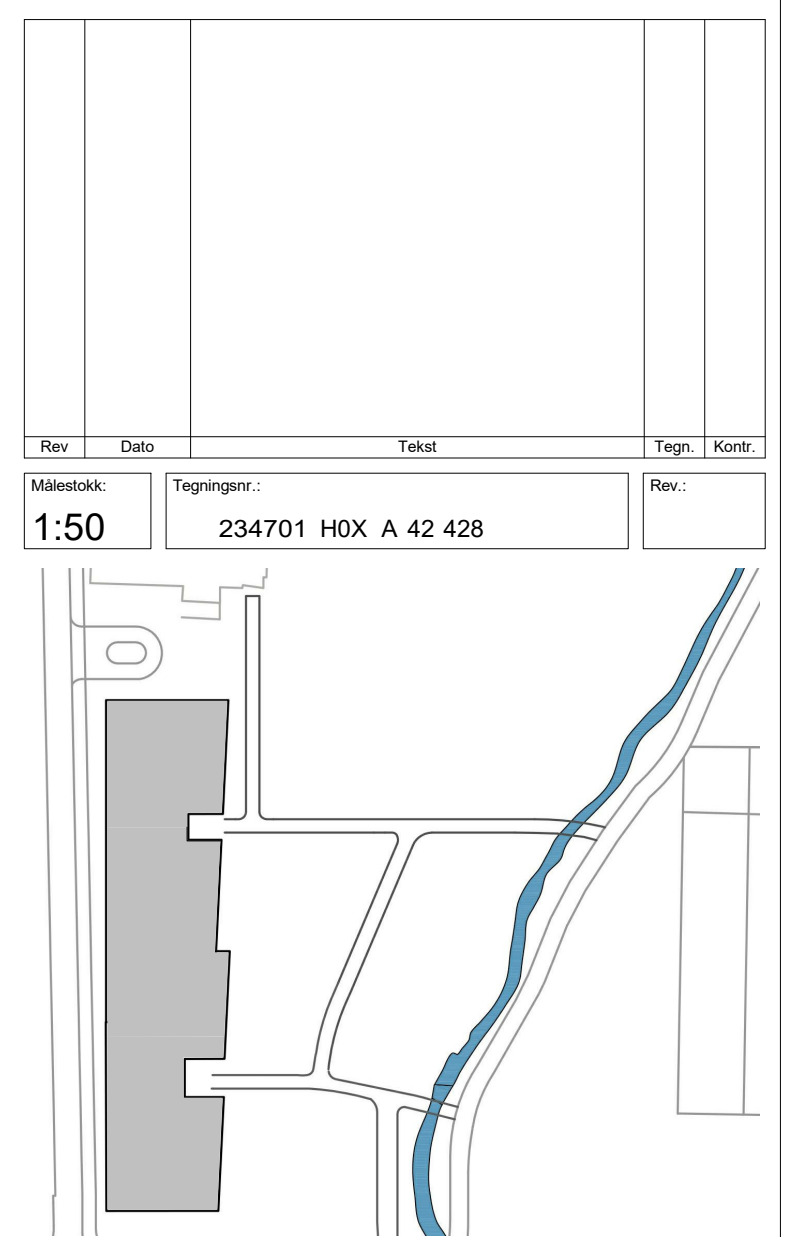 Rev Dato Tekst Tegn. Kontr.
Målestokk: Tegningsnr.: Rev.:
1:50 234701 H0X A 42 428